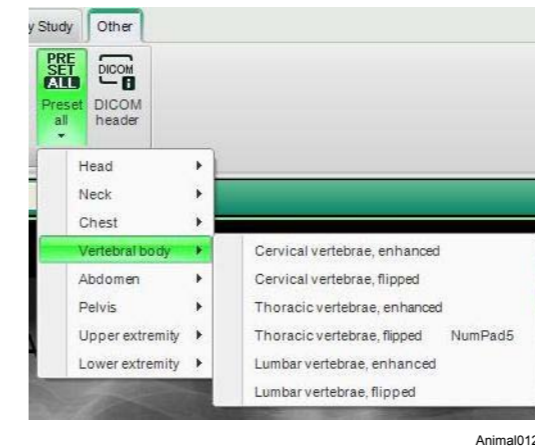 y Study Other
PRE
SET
ALL
DICOM
Preset
all
DICOM
header
Head
Neck
Chest
Vertebral body
Abdomen
Pelvis
Upper extremity
Lower extremity
Cervical vertebrae, enhanced
Cervical vertebrae, flipped
Thoracic vertebrae, enhanced
Thoracic vertebrae, flipped NumPad5
Lumbar vertebrae, enhanced
Lumbar vertebrae, flipped
Animal012